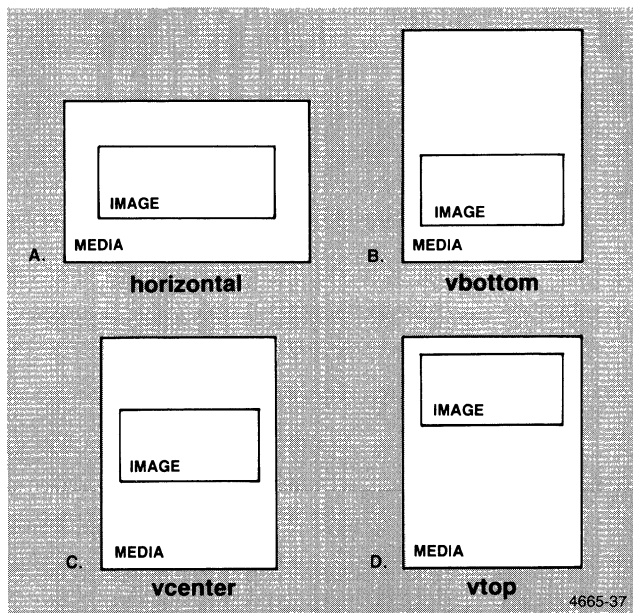 IMAGE
MEDIA
A.
horizontal
IMAGE
MEDIA
B.
vbottom
IMAGE
MEDIA
C.
vcenter
IMAGE
MEDIA
D.
vtop
4665-37